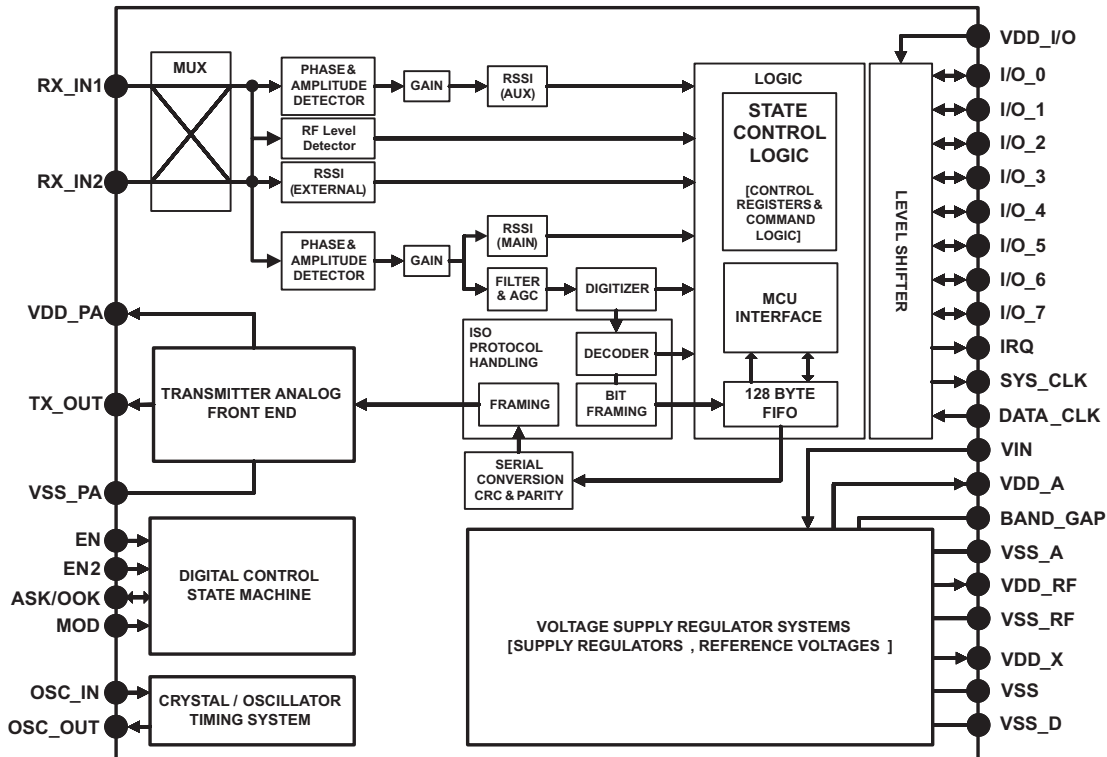 RX_IN1
RX_IN2
VDD_PA
TX_OUT
VSS_PA
EN
EN2
ASK/OOK
MOD
OSC_IN
OSC_OUT
MUX
PHASE &
AMPLITUDE
DETECTOR
GAIN
RSSI
(AUX)
RF Level
Detector
RSSI
(EXTERNAL)
PHASE &
AMPLITUDE
DETECTOR
GAIN
RSSI
(MAIN)
FILTER
& AGC
DIGITIZER
ISO
PROTOCOL
HANDLING
DECODER
FRAMING
BIT
FRAMING
SERIAL
CONVERSION
CRC & PARITY
TRANSMITTER ANALOG
FRONT END
DIGITAL CONTROL
STATE MACHINE
CRYSTAL / OSCILLATOR
TIMING SYSTEM
LOGIC
STATE
CONTROL
LOGIC
[CONTROL
REGISTERS &
COMMAND
LOGIC]
MCU
INTERFACE
128 BYTE
FIFO
LEVEL SHIFTER
VOLTAGE SUPPLY REGULATOR SYSTEMS
[SUPPLY REGULATORS , REFERENCE VOLTAGES ]
VDD_I/O
I/O_0
I/O_1
I/O_2
I/O_3
I/O_4
I/O_5
I/O_6
I/O_7
IRQ
SYS_CLK
DATA_CLK
VIN
VDD_A
BAND_GAP
VSS_A
VDD_RF
VSS_RF
VDD_X
VSS
VSS_D